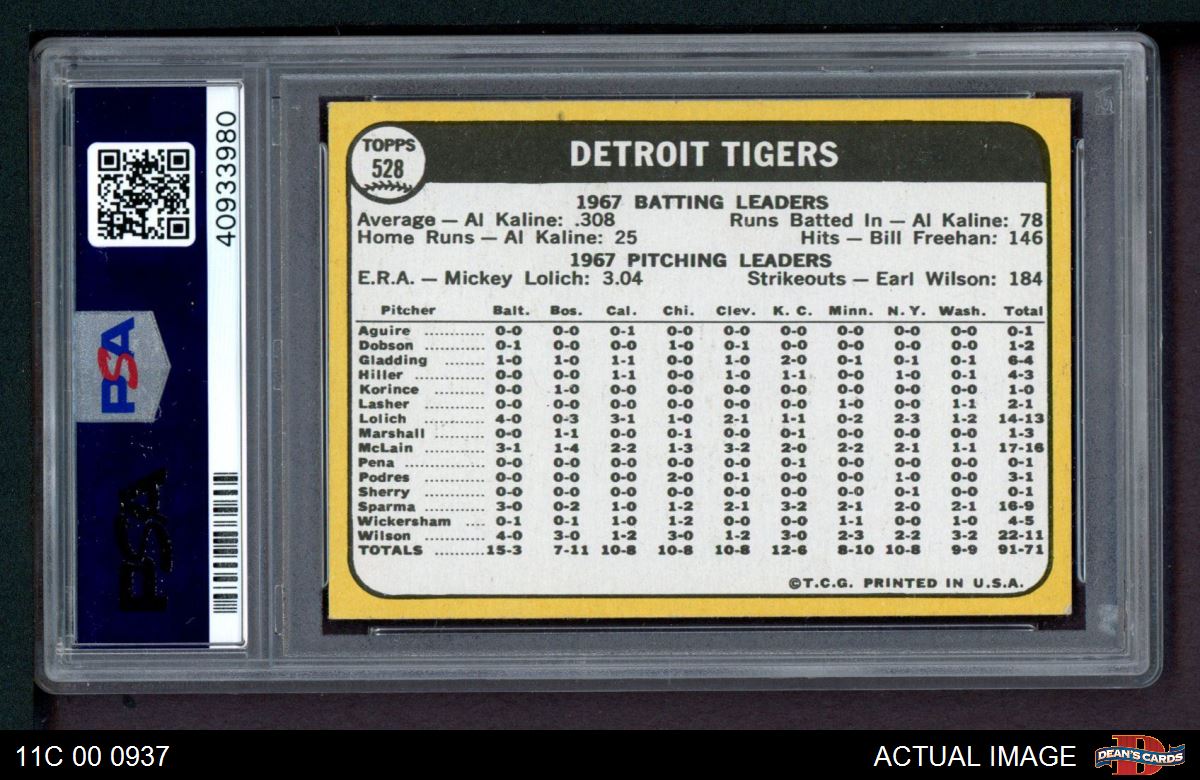 40933980
PSA
PSA
TOPPS
528
DETROIT TIGERS
1967 BATTING LEADERS
Average — Al Kaline: .308 Runs Batted In — Al Kaline: 78
Home Runs — Al Kaline: 25 Hits — Bill Freehan: 146
1967 PITCHING LEADERS
E.R.A. — Mickey Lolich: 3.04 Strikeouts — Earl Wilson: 184
Pitcher Balt. Bos. Cal. Chi. Clev. K. C. Minn. N. Y. Wash. Total
Aguire ............ 0-0 0-0 0-1 0-0 0-0 0-0 0-0 0-0 0-0 0-1
Dobson ............ 0-1 0-0 0-0 1-0 0-1 0-0 0-0 0-0 0-0 1-2
Gladding ............ 1-0 1-0 1-1 0-0 1-0 2-0 0-1 0-1 0-1 6-4
Hiller .............. 0-0 0-0 1-1 0-0 1-0 1-1 0-0 1-0 0-1 4-3
Korince ............ 0-0 1-0 0-0 0-0 0-0 0-0 0-0 0-0 0-0 1-0
Lasher ............ 0-0 0-0 0-0 0-0 0-0 0-0 1-0 0-0 1-1 2-1
Lolich ............ 4-0 0-3 3-1 1-0 2-1 1-1 0-2 2-3 1-2 14-13
Marshall .......... 0-0 1-1 0-0 0-1 0-0 0-1 0-0 0-0 0-0 1-3
McLain ............ 3-1 1-4 2-2 1-3 3-2 2-0 2-2 2-1 1-1 17-16
Pena ................ 0-0 0-0 0-0 0-0 0-0 0-1 0-0 0-0 0-0 0-1
Podres ............ 0-0 0-0 0-0 2-0 0-1 0-0 0-0 1-0 0-0 3-1
Sherry ............ 0-0 0-0 0-0 0-0 0-0 0-0 0-0 0-1 0-0 0-1
Sparma ............ 3-0 0-2 1-0 1-2 2-1 3-2 2-1 2-0 2-1 16-9
Wickersham .... 0-1 0-1 1-0 1-2 0-0 0-0 1-1 0-0 1-0 4-5
Wilson ............ 4-0 3-0 1-2 3-0 1-2 3-0 2-3 2-2 3-2 22-11
TOTALS .......... 15-3 7-11 10-8 10-8 10-8 12-6 8-10 10-8 9-9 91-71
©T.C.G. PRINTED IN U.S.A.
11C 00 0937 ACTUAL IMAGE
D
DEAN'S CARDS